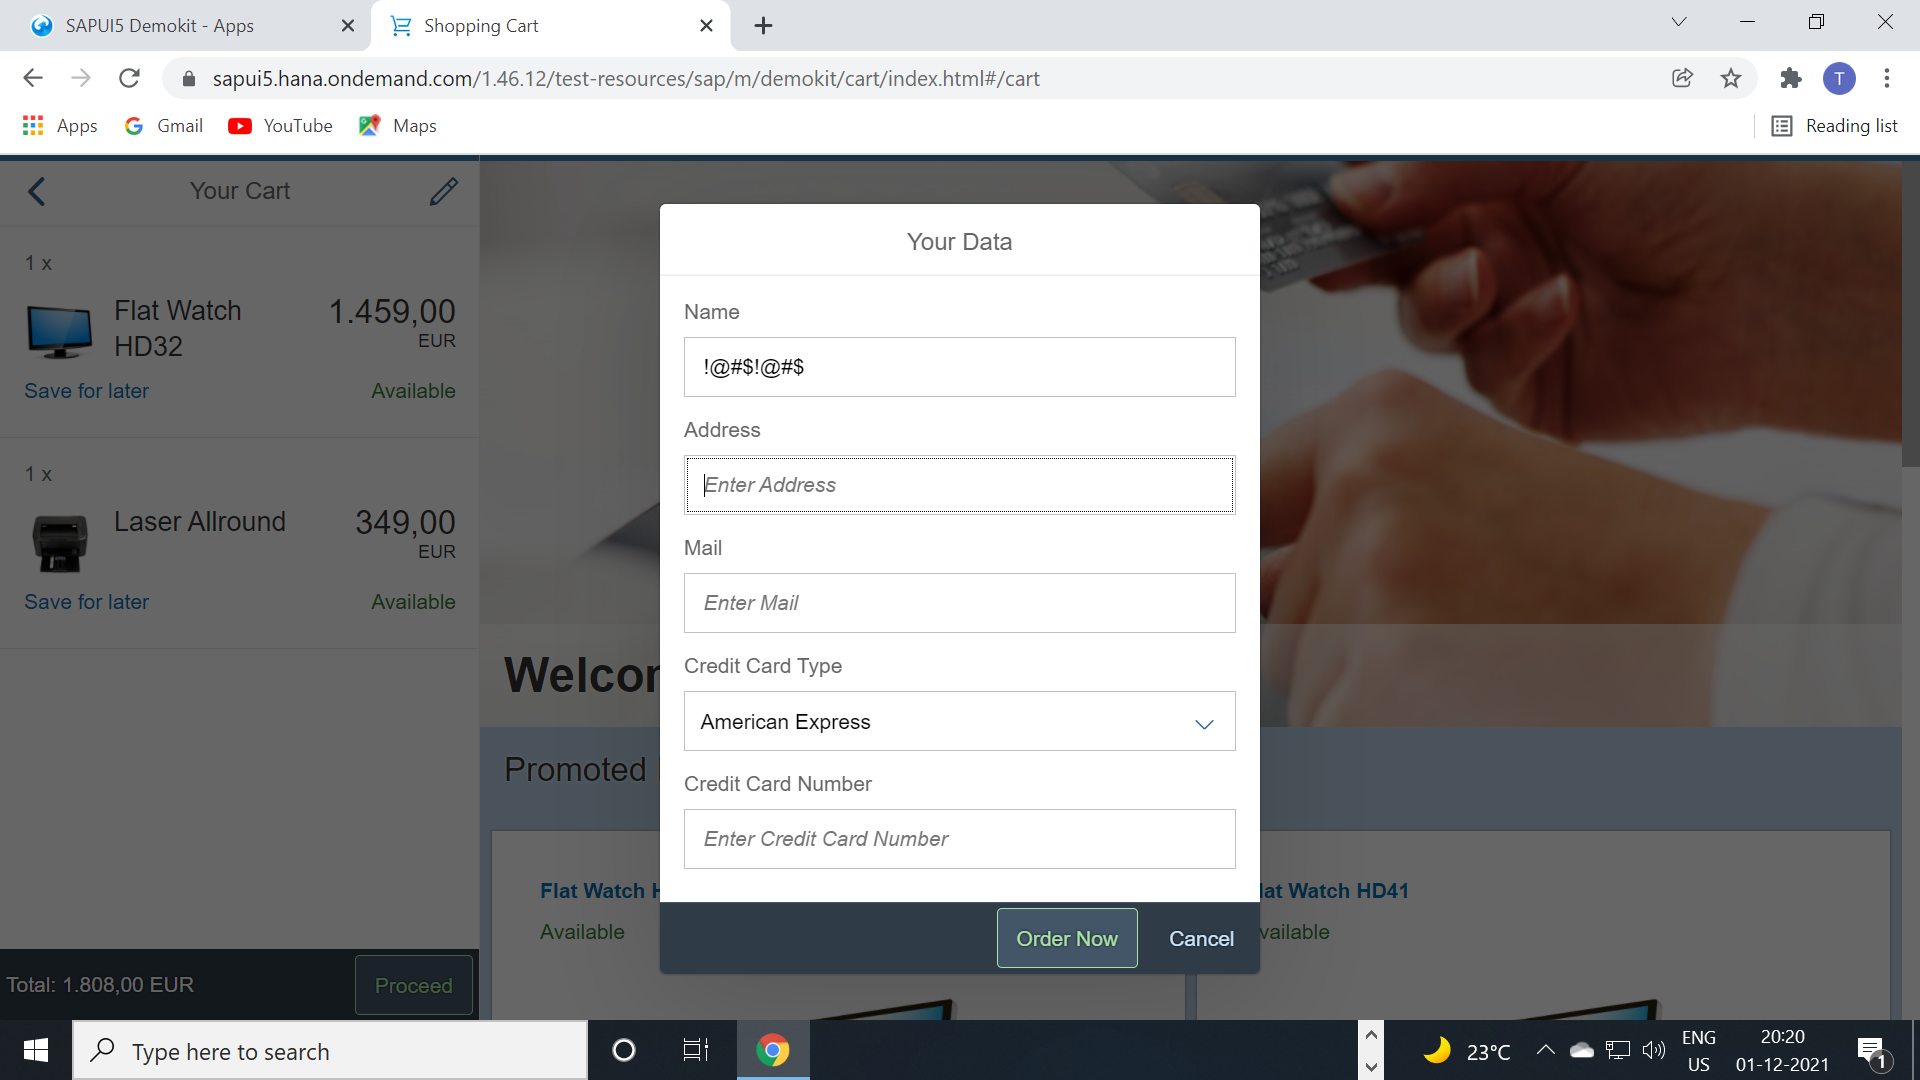 SAPUI5 Demokit - Apps
Shopping Cart
sapui5.hana.ondemand.com/1.46.12/test-resources/sap/m/demokit/cart/index.html#/cart
T
Apps
Gmail
YouTube
Maps
Reading list
Your Cart
1 x
Flat Watch HD32
1.459,00
EUR
Save for later
Available
1 x
Laser Allround
349,00
EUR
Save for later
Available
Total: 1.808,00 EUR
Proceed
Your Data
Name
!@#$!@#$
Address
Enter Address
Mail
Enter Mail
Credit Card Type
American Express
Credit Card Number
Enter Credit Card Number
Order Now
Cancel
Promoted
Flat Watch
Available
HD41
Type here to search
23°C
ENG
US
20:20
01-12-2021
1